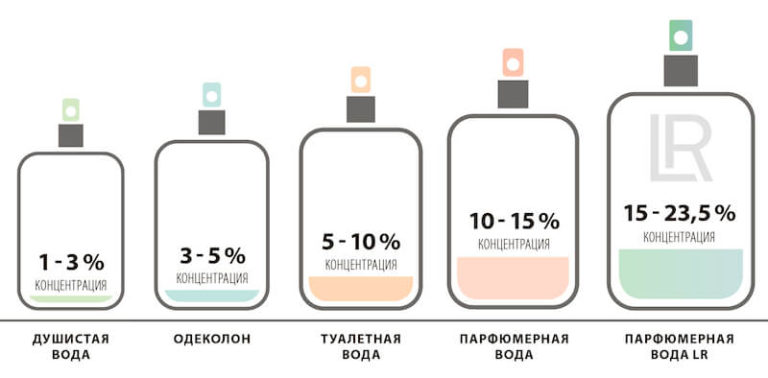 LR
1 - 3 %
КОНЦЕНТРАЦИЯ
3 - 5 %
КОНЦЕНТРАЦИЯ
5 - 10 %
КОНЦЕНТРАЦИЯ
10 - 15 %
КОНЦЕНТРАЦИЯ
15 - 23,5 %
КОНЦЕНТРАЦИЯ
ДУШИСТАЯ
ВОДА
ОДЕКОЛОН
ТУАЛЕТНАЯ
ВОДА
ПАРФЮМЕРНАЯ
ВОДА
ПАРФЮМЕРНАЯ
ВОДА LR